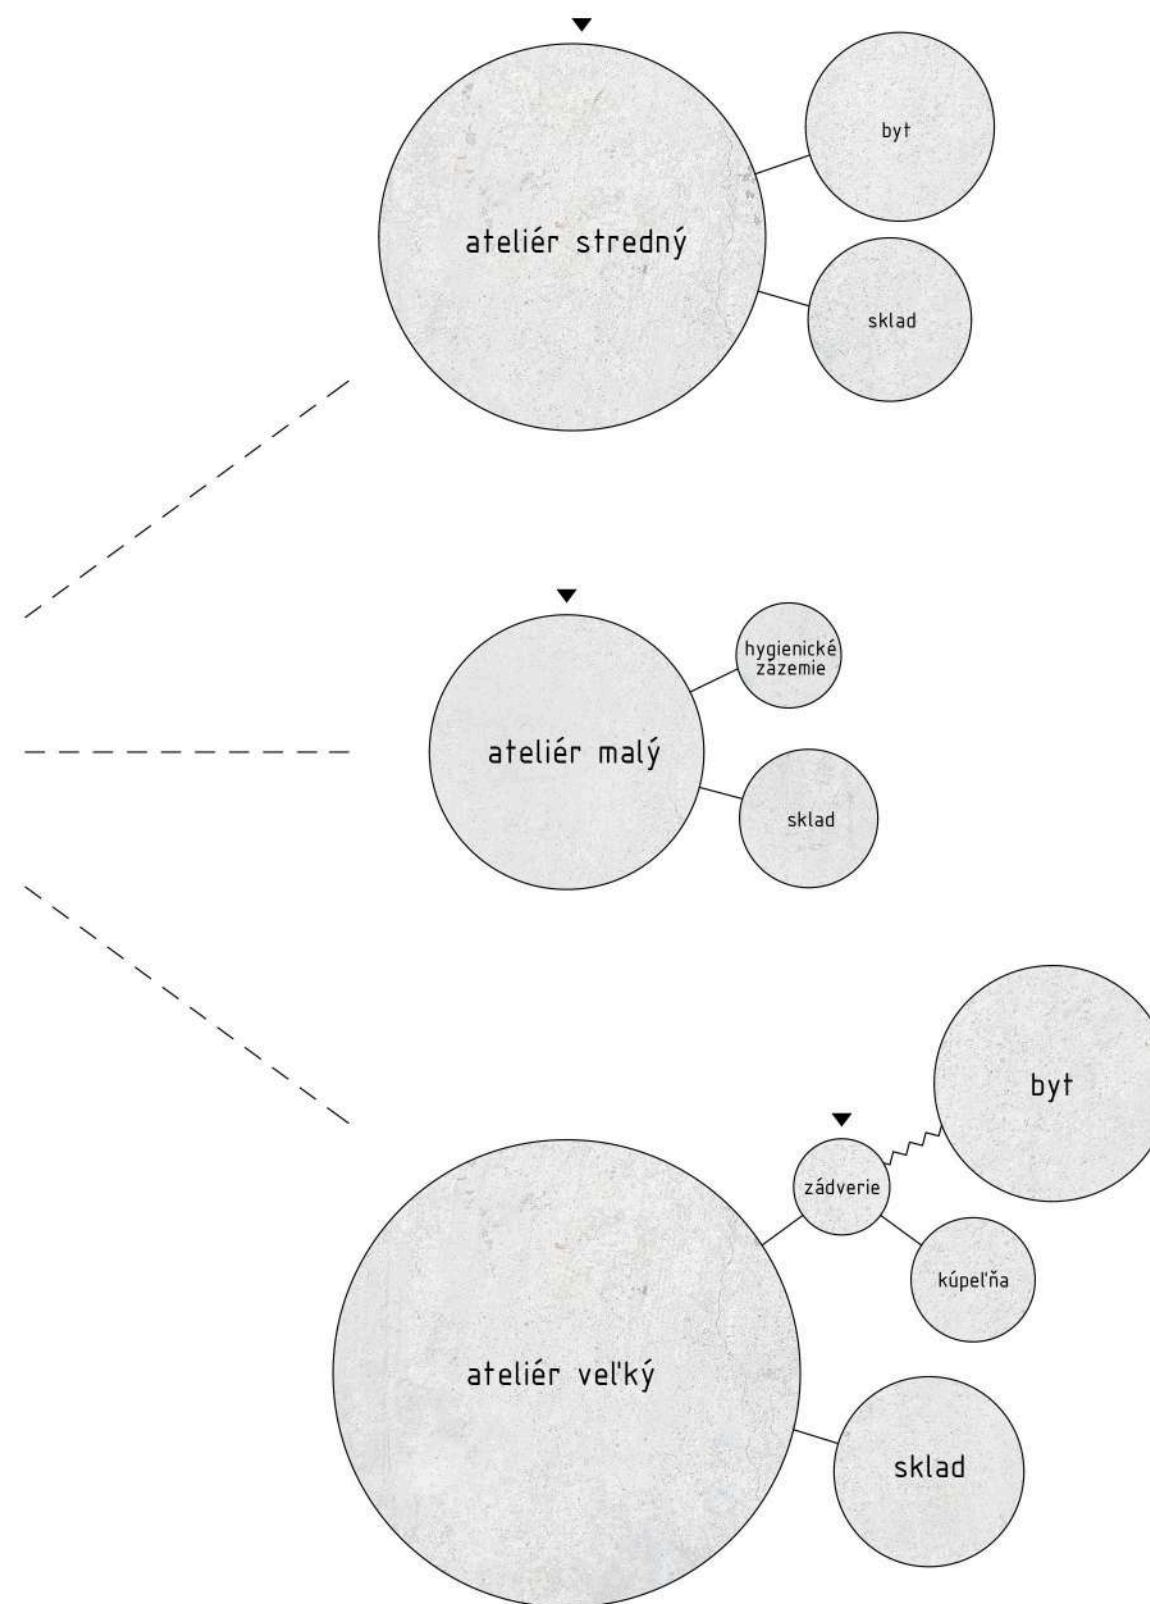 byt
ateliér stredný
sklad
hygienické
zázemie
ateliér malý
sklad
byt
zádverie
kúpeľňa
ateliér veľký
sklad